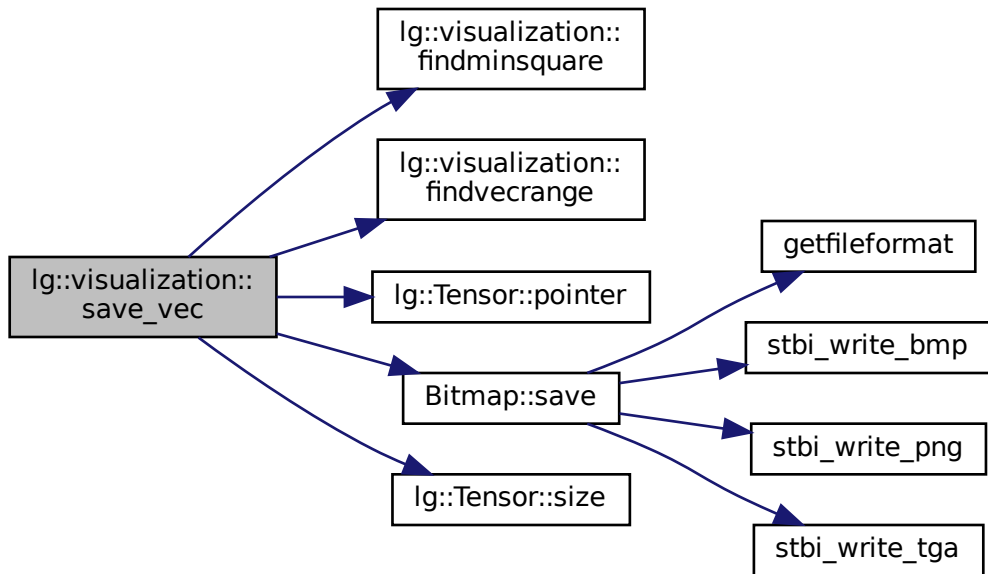 lg::visualization::
save_vec
lg::visualization::
findminsquare
lg::visualization::
findvecrange
lg::Tensor::pointer
Bitmap::save
lg::Tensor::size
getfileformat
stbi_write_bmp
stbi_write_png
stbi_write_tga